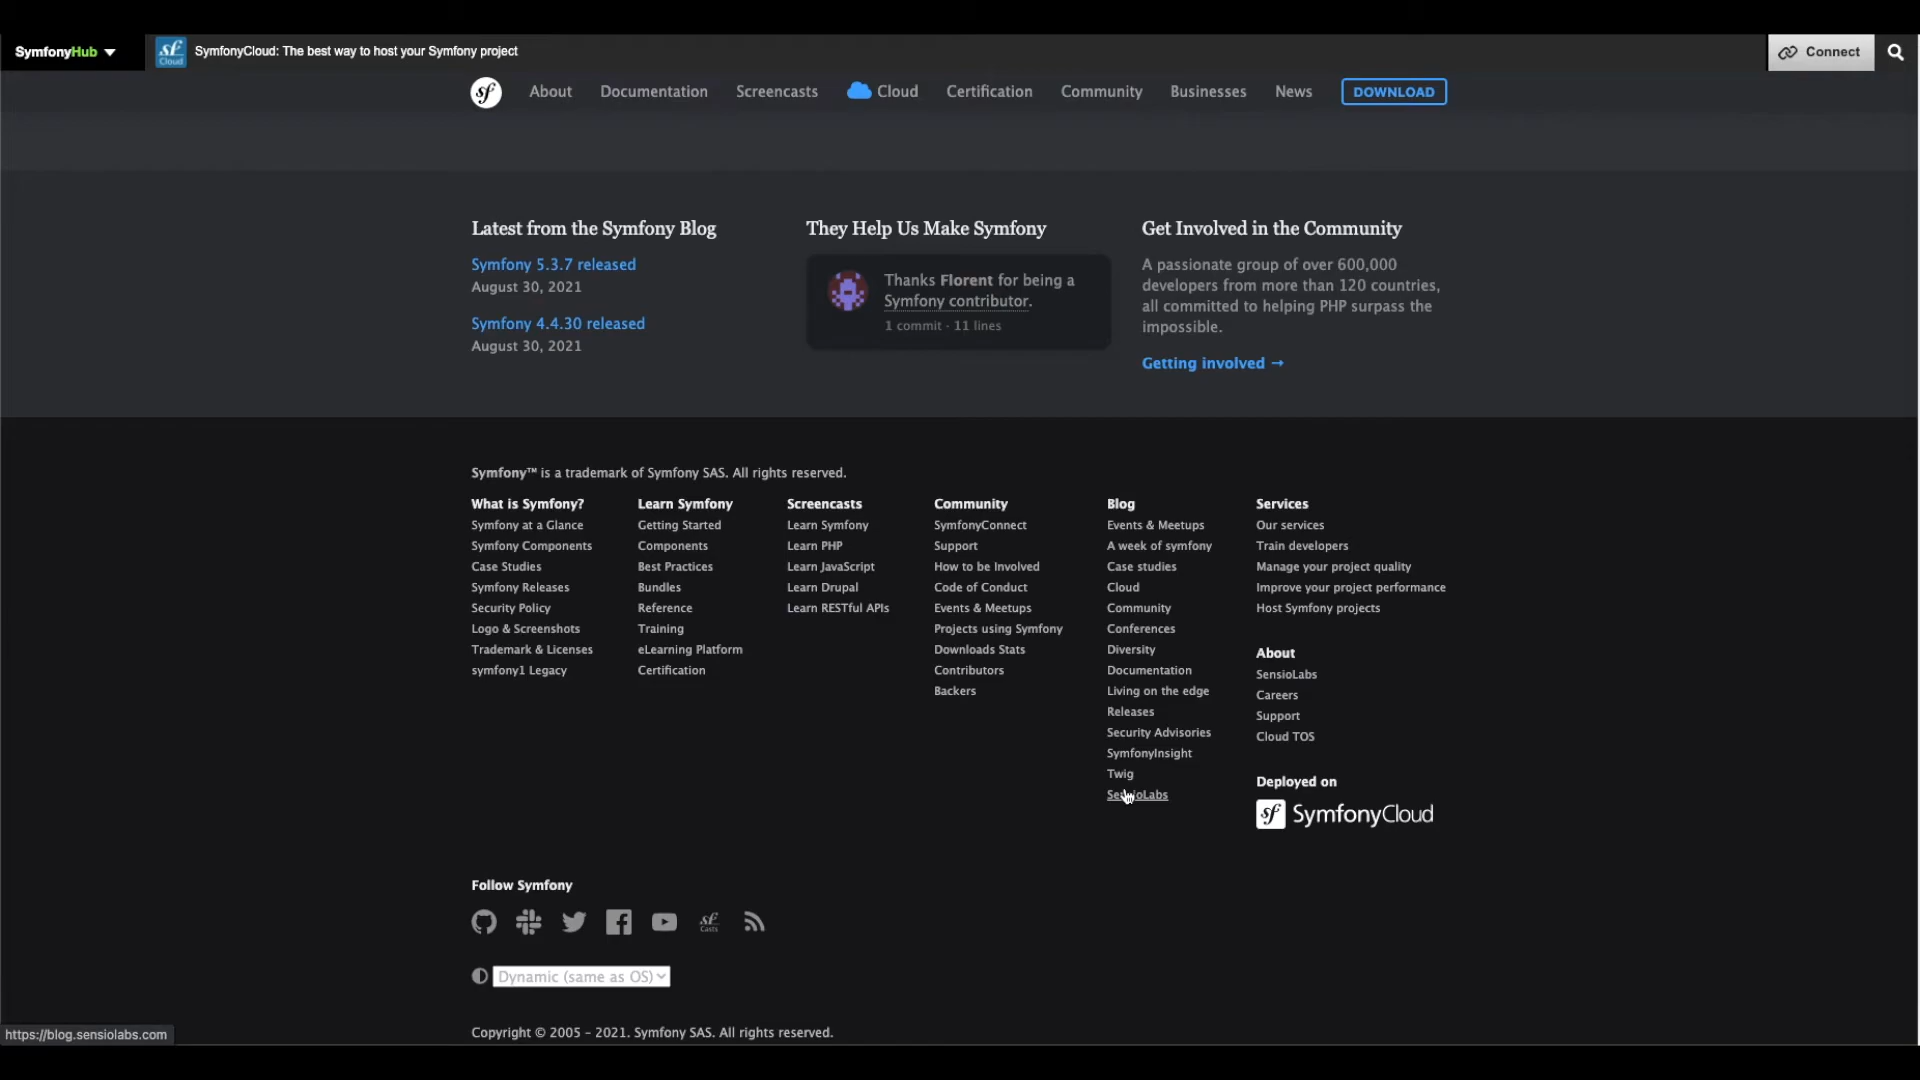 SymfonyHub
sf Cloud
SymfonyCloud: The best way to host your Symfony project
Connect
sf
About
Documentation
Screencasts
Cloud
Certification
Community
Businesses
News
DOWNLOAD
Latest from the Symfony Blog
Symfony 5.3.7 released
August 30, 2021
Symfony 4.4.30 released
August 30, 2021
They Help Us Make Symfony
Thanks Florent for being a
Symfony contributor.
1 commit · 11 lines
Get Involved in the Community
A passionate group of over 600,000
developers from more than 120 countries,
all committed to helping PHP surpass the
impossible.
Getting involved →
Symfony™ is a trademark of Symfony SAS. All rights reserved.
What is Symfony?
Symfony at a Glance
Symfony Components
Case Studies
Symfony Releases
Security Policy
Logo & Screenshots
Trademark & Licenses
symfony1 Legacy
Learn Symfony
Getting Started
Components
Best Practices
Bundles
Reference
Training
eLearning Platform
Certification
Screencasts
Learn Symfony
Learn PHP
Learn JavaScript
Learn Drupal
Learn RESTful APIs
Community
SymfonyConnect
Support
How to be Involved
Code of Conduct
Events & Meetups
Projects using Symfony
Downloads Stats
Contributors
Backers
Blog
Events & Meetups
A week of symfony
Case studies
Cloud
Community
Conferences
Diversity
Documentation
Living on the edge
Releases
Security Advisories
SymfonyInsight
Twig
SensioLabs
Services
Our services
Train developers
Manage your project quality
Improve your project performance
Host Symfony projects
About
SensioLabs
Careers
Support
Cloud TOS
Deployed on
sf SymfonyCloud
Follow Symfony
sf Casts
Dynamic (same as OS)
Copyright © 2005 - 2021. Symfony SAS. All rights reserved.
https://blog.sensiolabs.com